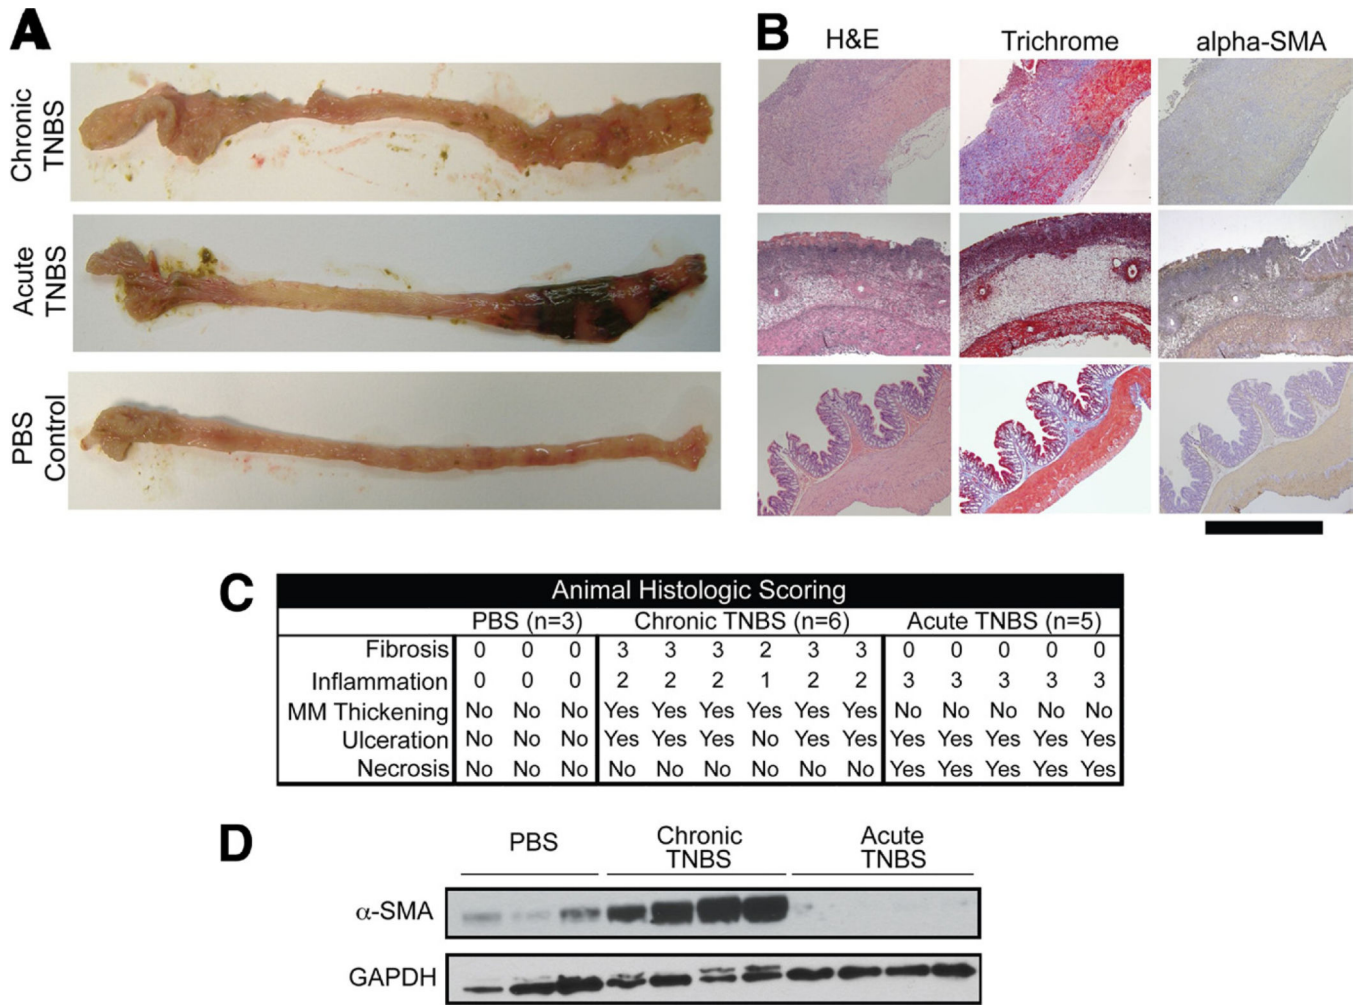 A
Chronic
TNBS
Acute
TNBS
PBS
Control
B
H&E Trichrome alpha-SMA
C
Animal Histologic Scoring
PBS (n=3) Chronic TNBS (n=6) Acute TNBS (n=5)
Fibrosis 0 0 0 3 3 3 2 3 3 0 0 0 0 0
Inflammation 0 0 0 2 2 2 1 2 2 3 3 3 3 3
MM Thickening No No No Yes Yes Yes Yes Yes Yes No No No No No
Ulceration No No No Yes Yes Yes No Yes Yes Yes Yes Yes Yes Yes
Necrosis No No No No No No No No No Yes Yes Yes Yes Yes
D
PBS
Chronic
TNBS
Acute
TNBS
α-SMA
GAPDH